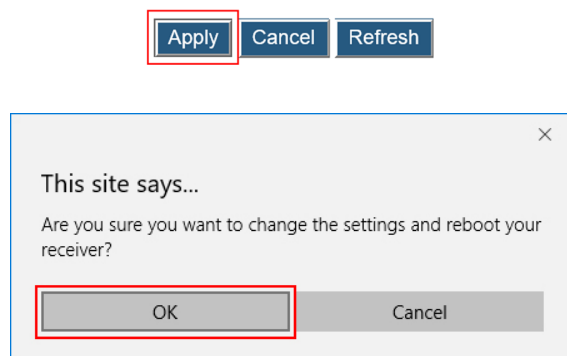 Apply Cancel Refresh
This site says...
Are you sure you want to change the settings and reboot your
receiver?
OK Cancel